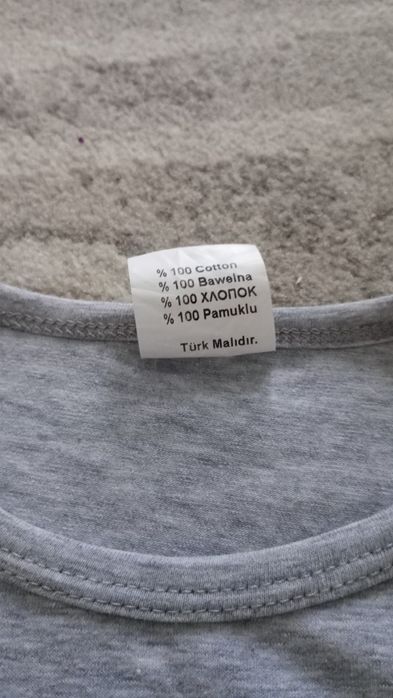 % 100 Cotton
% 100 Bawelna
% 100 ХЛОПОК
% 100 Pamuklu
Türk Malıdır.